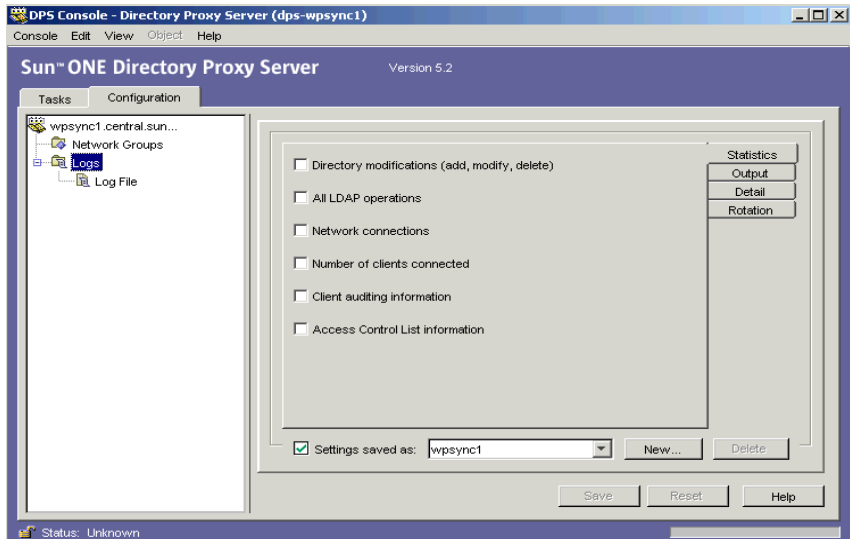 DPS Console - Directory Proxy Server (dps-wpsync1)
Console Edit View Object Help
Sun™ ONE Directory Proxy Server Version 5.2
Tasks Configuration
wpsync1.central.sun...
Network Groups
Logs
Log File
Directory modifications (add, modify, delete)
All LDAP operations
Network connections
Number of clients connected
Client auditing information
Access Control List information
Statistics
Output
Detail
Rotation
Settings saved as: wpsync1 New... Delete
Save Reset Help
Status: Unknown